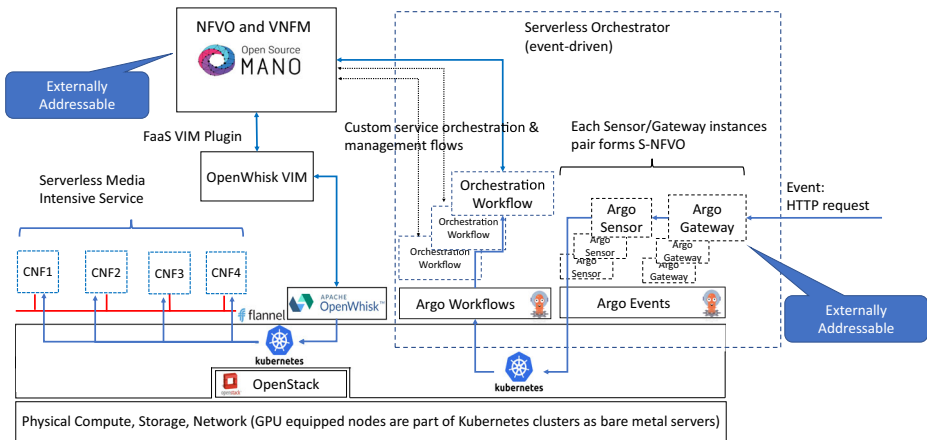 NFVO and VNFM
Open Source
MANO
Serverless Orchestrator
(event-driven)
Externally
Addressable
FaaS VIM Plugin
Custom service orchestration &
management flows
Each Sensor/Gateway instances
pair forms S-NFVO
OpenWhisk VIM
Serverless Media
Intensive Service
Orchestration
Workflow
Orchestration
Workflow
Orchestration
Workflow
Argo
Sensor
Argo
Sensor
Argo
Sensor
Argo
Gateway
Argo
Gateway
Argo
Gateway
Event:
HTTP request
CNF1
CNF2
CNF3
CNF4
flannel
APACHE
OpenWhisk™
Argo Workflows
Argo Events
Externally
Addressable
kubernetes
kubernetes
openstack
OpenStack
Physical Compute, Storage, Network (GPU equipped nodes are part of Kubernetes clusters as bare metal servers)